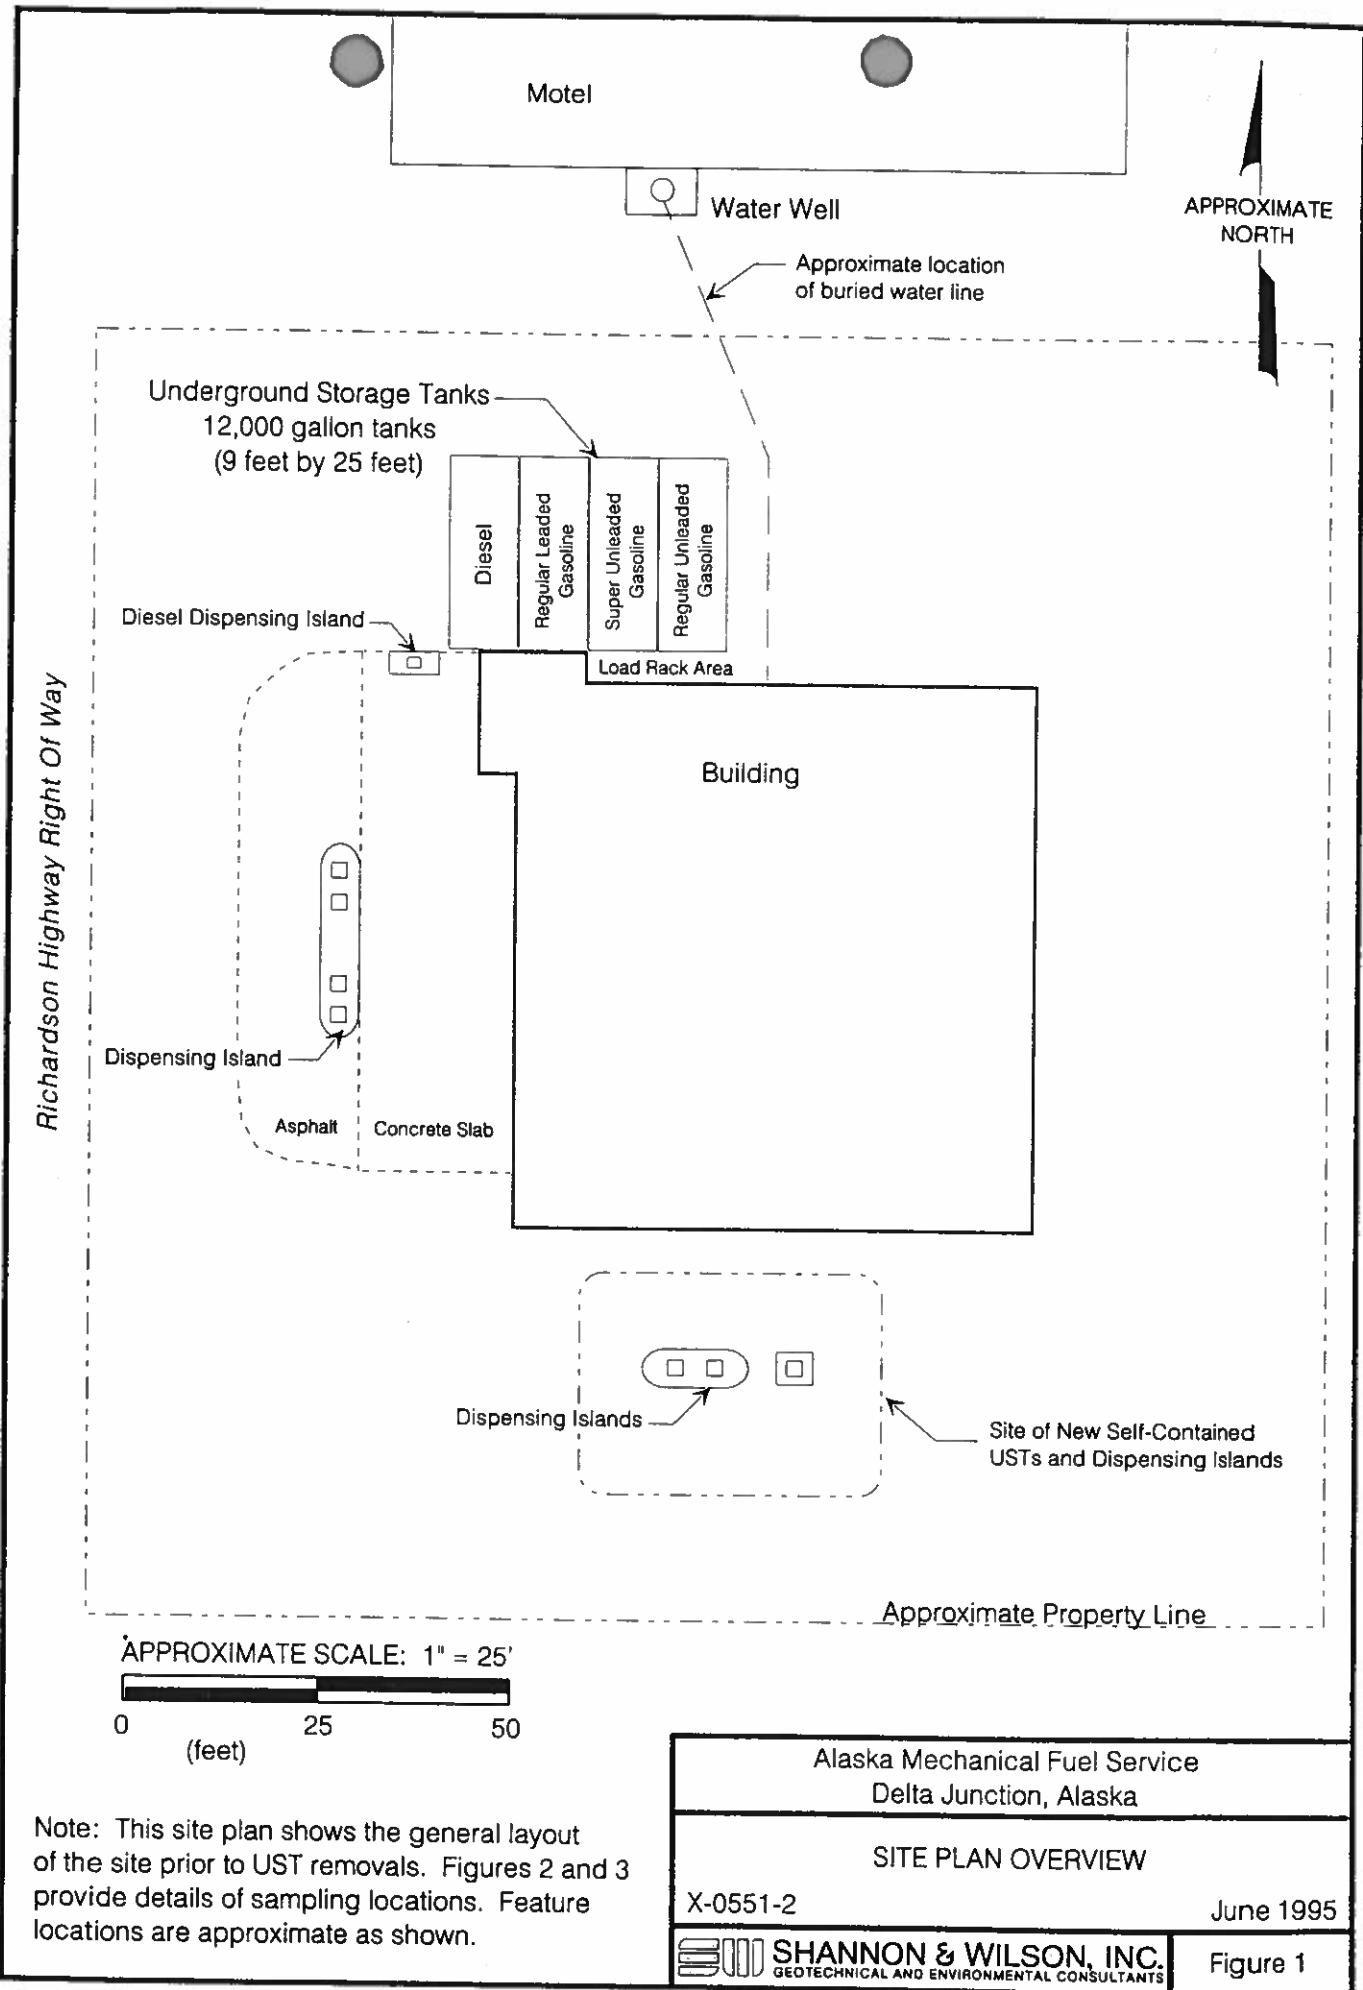 Motel
Water Well
APPROXIMATE
NORTH
Approximate location
of buried water line
Underground Storage Tanks
12,000 gallon tanks
(9 feet by 25 feet)
Diesel
Regular Leaded
Gasoline
Super Unleaded
Gasoline
Regular Unleaded
Gasoline
Diesel Dispensing Island
Load Rack Area
Richardson Highway Right Of Way
Building
Dispensing Island
Asphalt
Concrete Slab
Dispensing Islands
Site of New Self-Contained
USTs and Dispensing Islands
Approximate Property Line
APPROXIMATE SCALE: 1" = 25'
0 25 50
(feet)
Note: This site plan shows the general layout
of the site prior to UST removals. Figures 2 and 3
provide details of sampling locations. Feature
locations are approximate as shown.
Alaska Mechanical Fuel Service
Delta Junction, Alaska
SITE PLAN OVERVIEW
X-0551-2 June 1995
SHANNON & WILSON, INC.
GEOTECHNICAL AND ENVIRONMENTAL CONSULTANTS
Figure 1